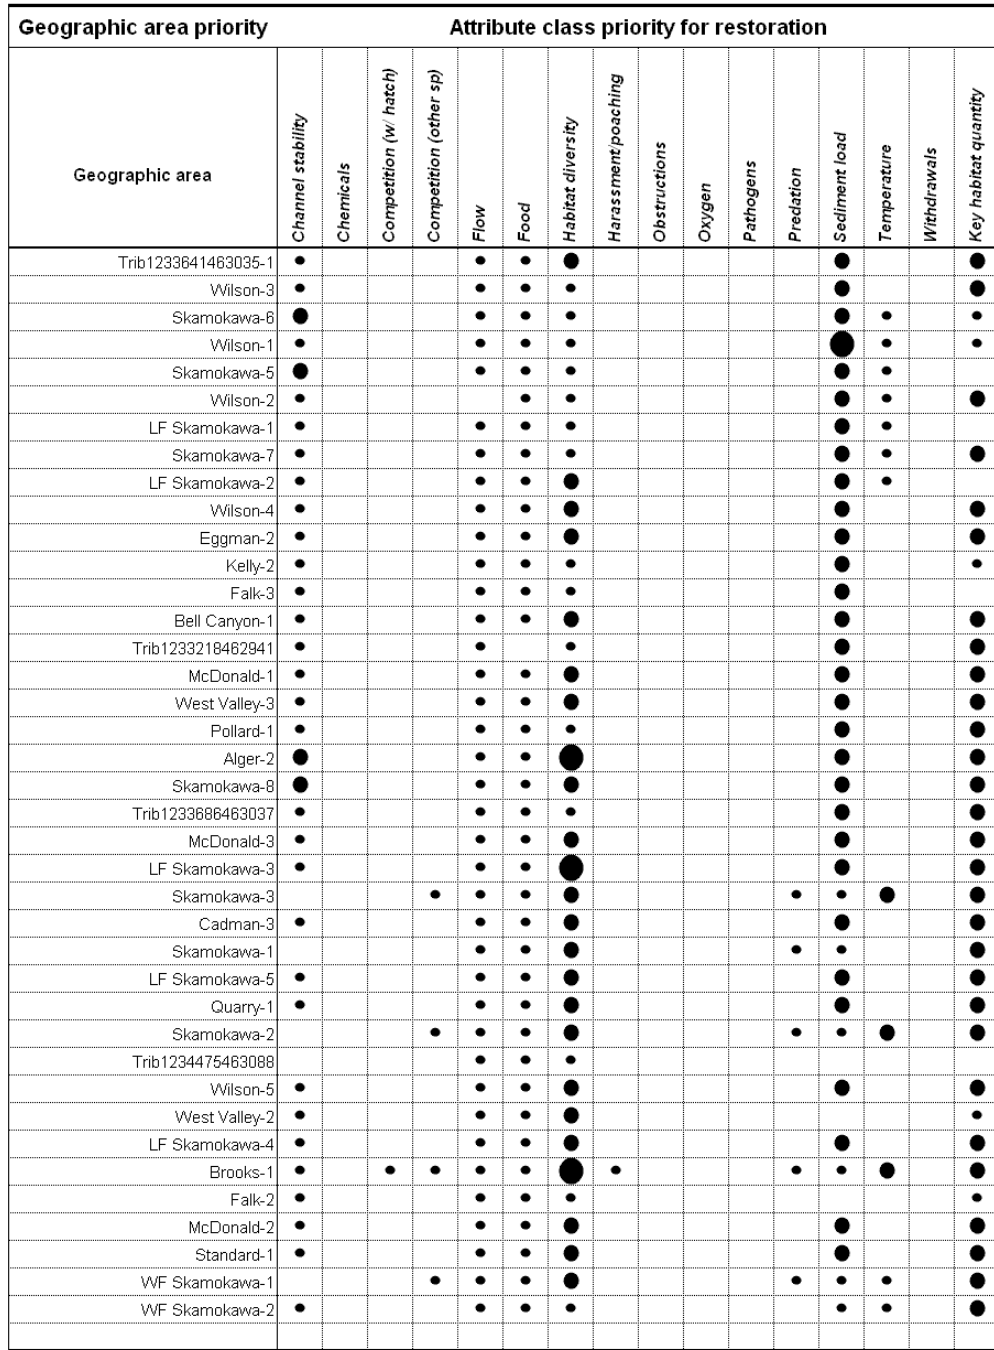 Geographic area priority Attribute class priority for restoration
Geographic area
Channel stability
Chemicals
Competition (w/ hatch)
Competition (other sp)
Flow
Food
Habitat diversity
Harassment/poaching
Obstructions
Oxygen
Pathogens
Predation
Sediment load
Temperature
Withdrawals
Key habitat quantity
Trib1233641463035-1
Wilson-3
Skamokawa-6
Wilson-1
Skamokawa-5
Wilson-2
LF Skamokawa-1
Skamokawa-7
LF Skamokawa-2
Wilson-4
Eggman-2
Kelly-2
Falk-3
Bell Canyon-1
Trib1233218462941
McDonald-1
West Valley-3
Pollard-1
Alger-2
Skamokawa-8
Trib1233686463037
McDonald-3
LF Skamokawa-3
Skamokawa-3
Cadman-3
Skamokawa-1
LF Skamokawa-5
Quarry-1
Skamokawa-2
Trib1234475463088
Wilson-5
West Valley-2
LF Skamokawa-4
Brooks-1
Falk-2
McDonald-2
Standard-1
WF Skamokawa-1
WF Skamokawa-2